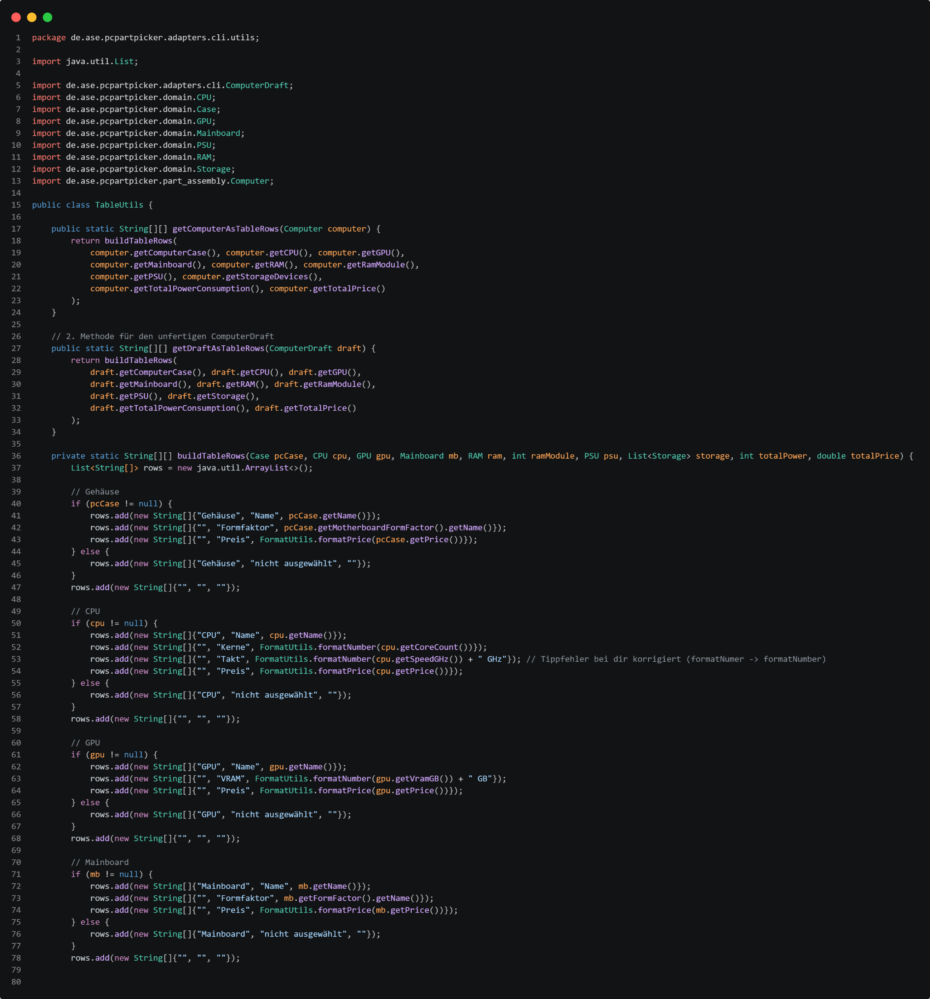 1 package de.ase.pcpartpicker.adapters.cli.utils;
2
3 import java.util.List;
4
5 import de.ase.pcpartpicker.adapters.cli.ComputerDraft;
6 import de.ase.pcpartpicker.domain.CPU;
7 import de.ase.pcpartpicker.domain.Case;
8 import de.ase.pcpartpicker.domain.GPU;
9 import de.ase.pcpartpicker.domain.Mainboard;
10 import de.ase.pcpartpicker.domain.PSU;
11 import de.ase.pcpartpicker.domain.RAM;
12 import de.ase.pcpartpicker.domain.Storage;
13 import de.ase.pcpartpicker.part_assembly.Computer;
14
15 public class TableUtils {
16
17     public static String[][] getComputerAsTableRows(Computer computer) {
18         return buildTableRows(
19             computer.getComputerCase(), computer.getCPU(), computer.getGPU(),
20             computer.getMainboard(), computer.getRAM(), computer.getRamModule(),
21             computer.getPSU(), computer.getStorageDevices(),
22             computer.getTotalPowerConsumption(), computer.getTotalPrice()
23         );
24     }
25
26     // 2. Methode für den unfertigen ComputerDraft
27     public static String[][] getDraftAsTableRows(ComputerDraft draft) {
28         return buildTableRows(
29             draft.getComputerCase(), draft.getCPU(), draft.getGPU(),
30             draft.getMainboard(), draft.getRAM(), draft.getRamModule(),
31             draft.getPSU(), draft.getStorage(),
32             draft.getTotalPowerConsumption(), draft.getTotalPrice()
33         );
34     }
35
36     private static String[][] buildTableRows(Case pcCase, CPU cpu, GPU gpu, Mainboard mb, RAM ram, int ramModule, PSU psu, List<Storage> storage, int totalPower, double totalPrice) {
37         List<String[]> rows = new java.util.ArrayList<>();
38
39         // Gehäuse
40         if (pcCase != null) {
41             rows.add(new String[]{"Gehäuse", "Name", pcCase.getName()});
42             rows.add(new String[]{"", "Formfaktor", pcCase.getMotherboardFormFactor().getName()});
43             rows.add(new String[]{"", "Preis", FormatUtils.formatPrice(pcCase.getPrice())});
44         } else {
45             rows.add(new String[]{"Gehäuse", "nicht ausgewählt", ""});
46         }
47         rows.add(new String[]{"", "", ""});
48
49         // CPU
50         if (cpu != null) {
51             rows.add(new String[]{"CPU", "Name", cpu.getName()});
52             rows.add(new String[]{"", "Kerne", FormatUtils.formatNumber(cpu.getCoreCount())});
53             rows.add(new String[]{"", "Takt", FormatUtils.formatNumber(cpu.getSpeedGHz()) + " GHz"}); // Tippfehler bei dir korrigiert (formatNumer -> formatNumber)
54             rows.add(new String[]{"", "Preis", FormatUtils.formatPrice(cpu.getPrice())});
55         } else {
56             rows.add(new String[]{"CPU", "nicht ausgewählt", ""});
57         }
58         rows.add(new String[]{"", "", ""});
59
60         // GPU
61         if (gpu != null) {
62             rows.add(new String[]{"GPU", "Name", gpu.getName()});
63             rows.add(new String[]{"", "VRAM", FormatUtils.formatNumber(gpu.getVramGB()) + " GB"});
64             rows.add(new String[]{"", "Preis", FormatUtils.formatPrice(gpu.getPrice())});
65         } else {
66             rows.add(new String[]{"GPU", "nicht ausgewählt", ""});
67         }
68         rows.add(new String[]{"", "", ""});
69
70         // Mainboard
71         if (mb != null) {
72             rows.add(new String[]{"Mainboard", "Name", mb.getName()});
73             rows.add(new String[]{"", "Formfaktor", mb.getFormFactor().getName()});
74             rows.add(new String[]{"", "Preis", FormatUtils.formatPrice(mb.getPrice())});
75         } else {
76             rows.add(new String[]{"Mainboard", "nicht ausgewählt", ""});
77         }
78         rows.add(new String[]{"", "", ""});
79
80